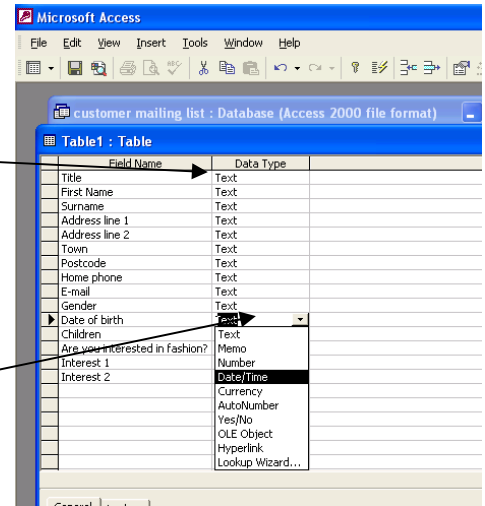 Microsoft Access
File Edit View Insert Tools Window Help
customer mailing list : Database (Access 2000 file format)
Table1 : Table
Field Name Data Type
Title Text
First Name Text
Surname Text
Address line 1 Text
Address line 2 Text
Town Text
Postcode Text
Home phone Text
E-mail Text
Gender Text
Date of birth Text
Children Text
Are you interested in fashion? Memo
Interest 1 Number
Interest 2 Date/Time
Currency
AutoNumber
Yes/No
OLE Object
Hyperlink
Lookup Wizard...
General